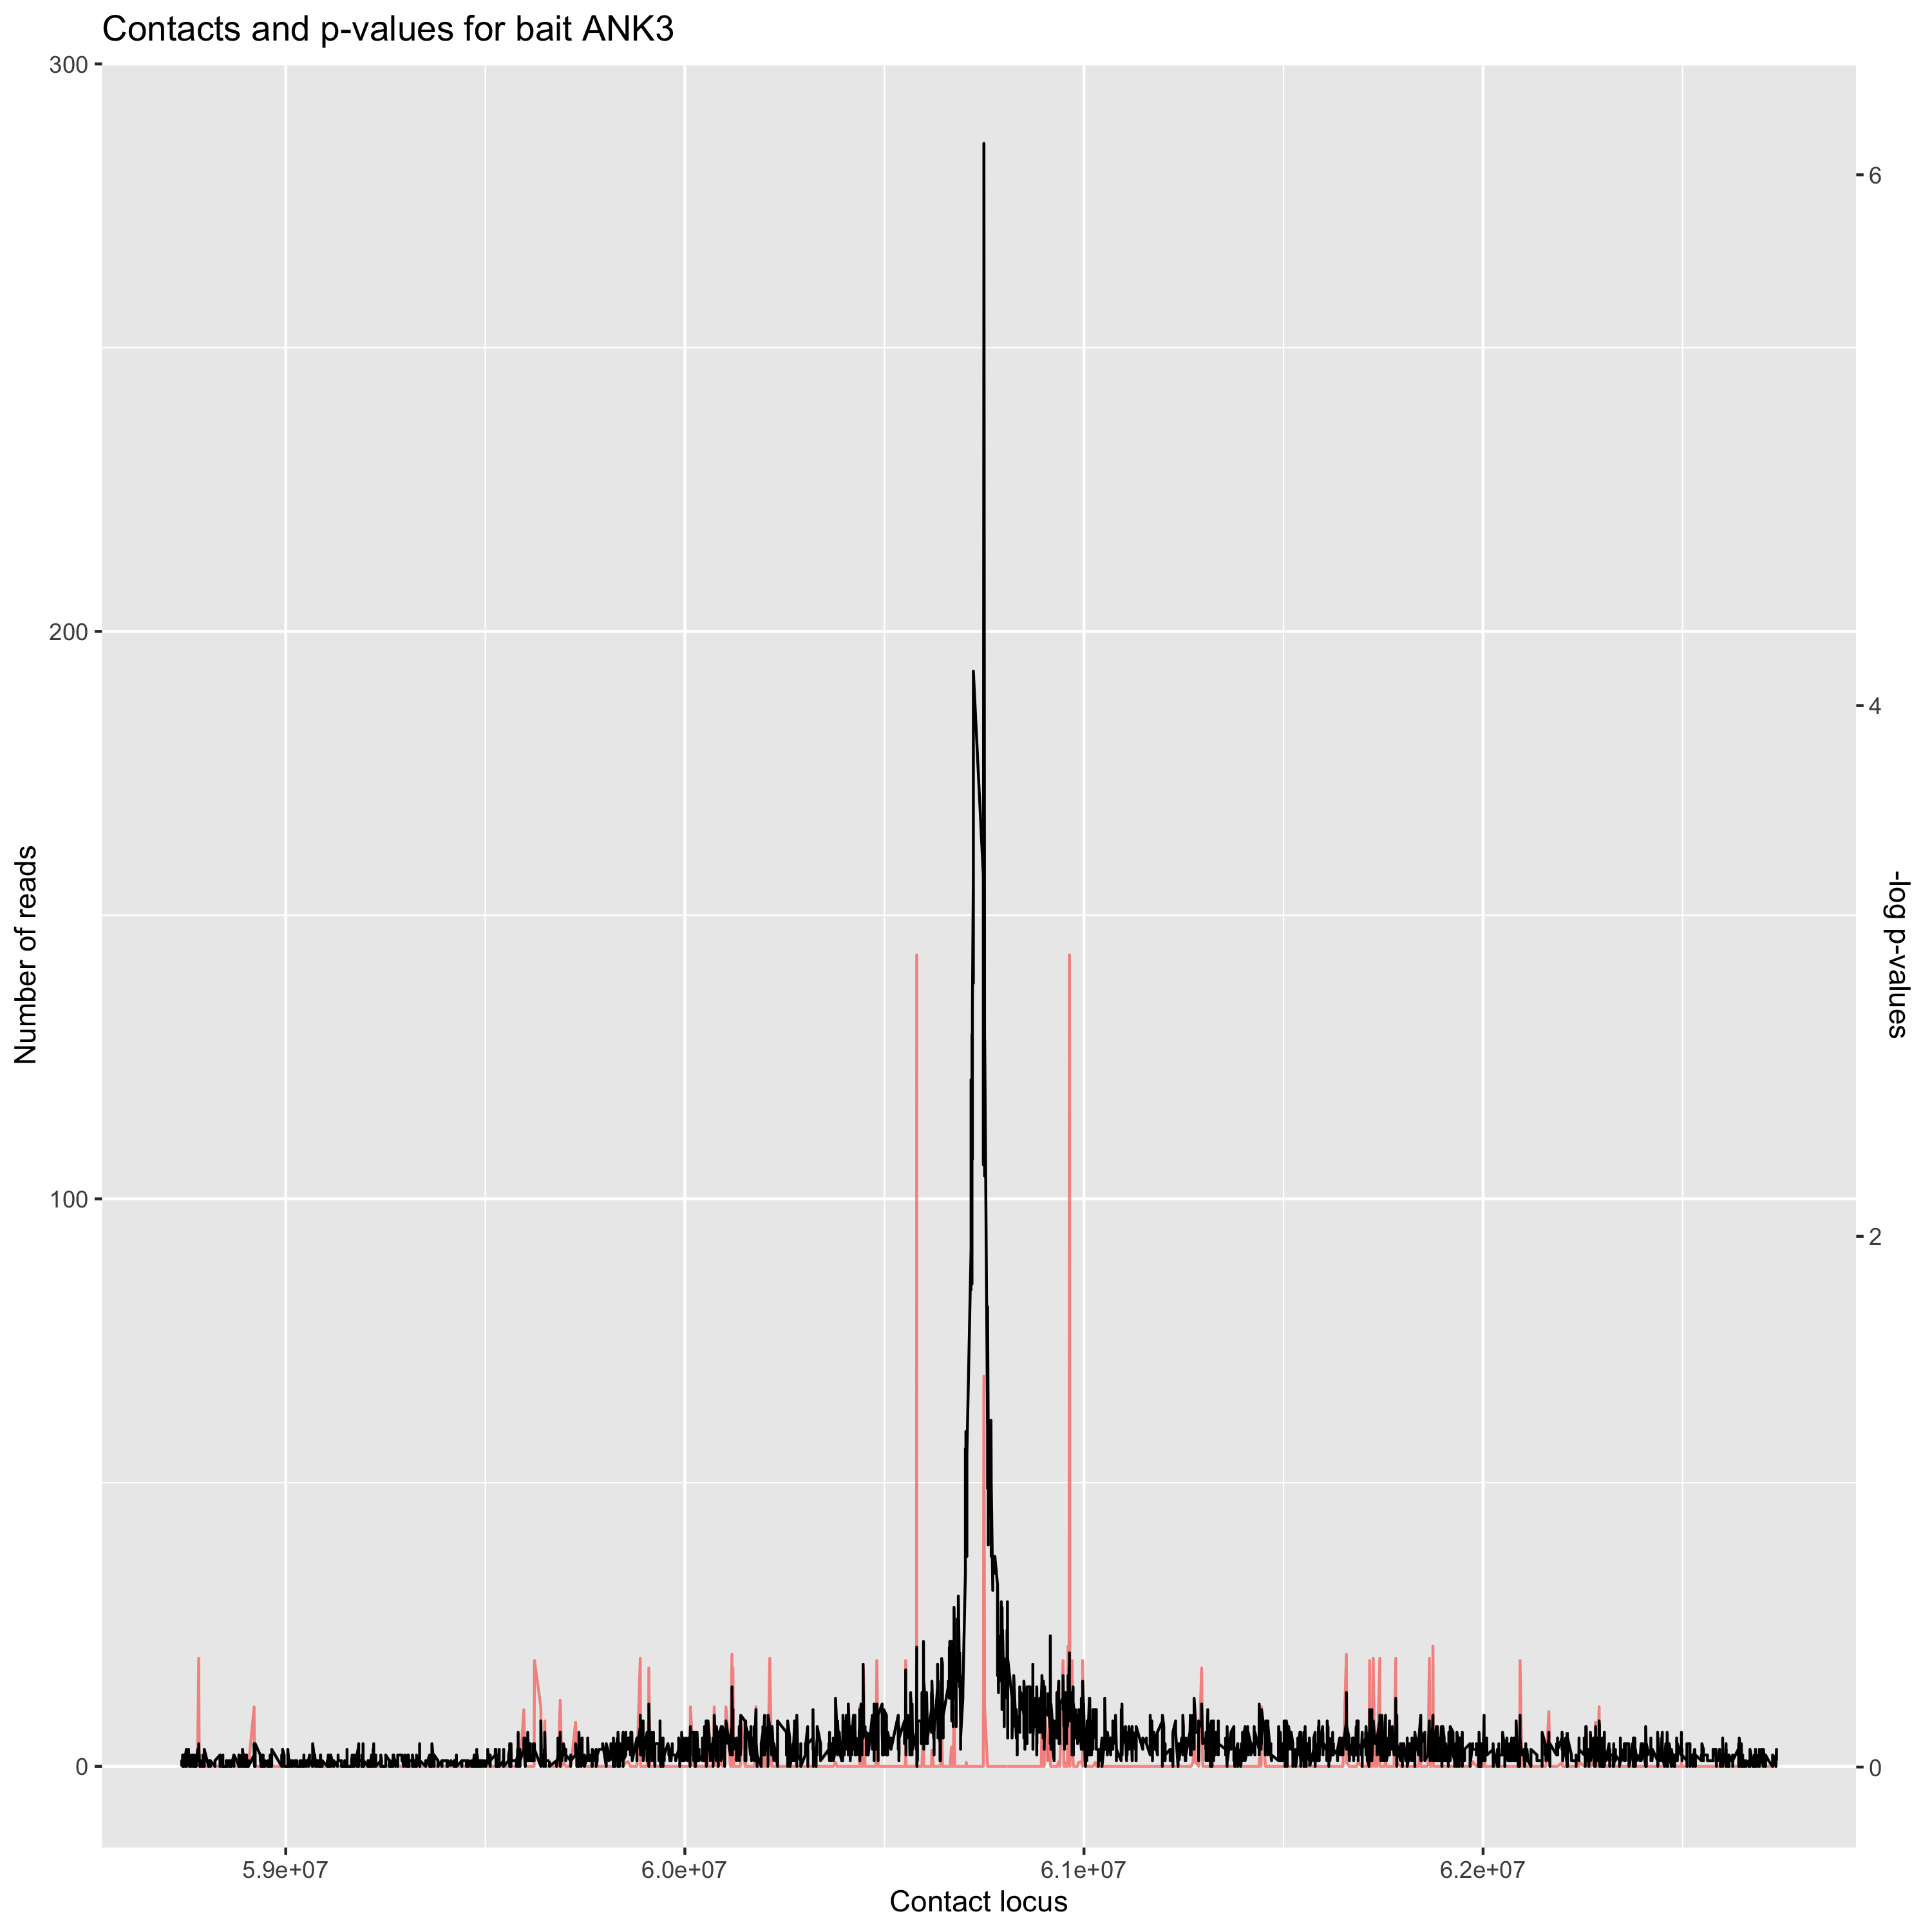 Contacts and p-values for bait ANK3
300
200
100
0
Number of reads
6
4
2
0
-log p-values
5.9e+07
6.0e+07
6.1e+07
6.2e+07
Contact locus